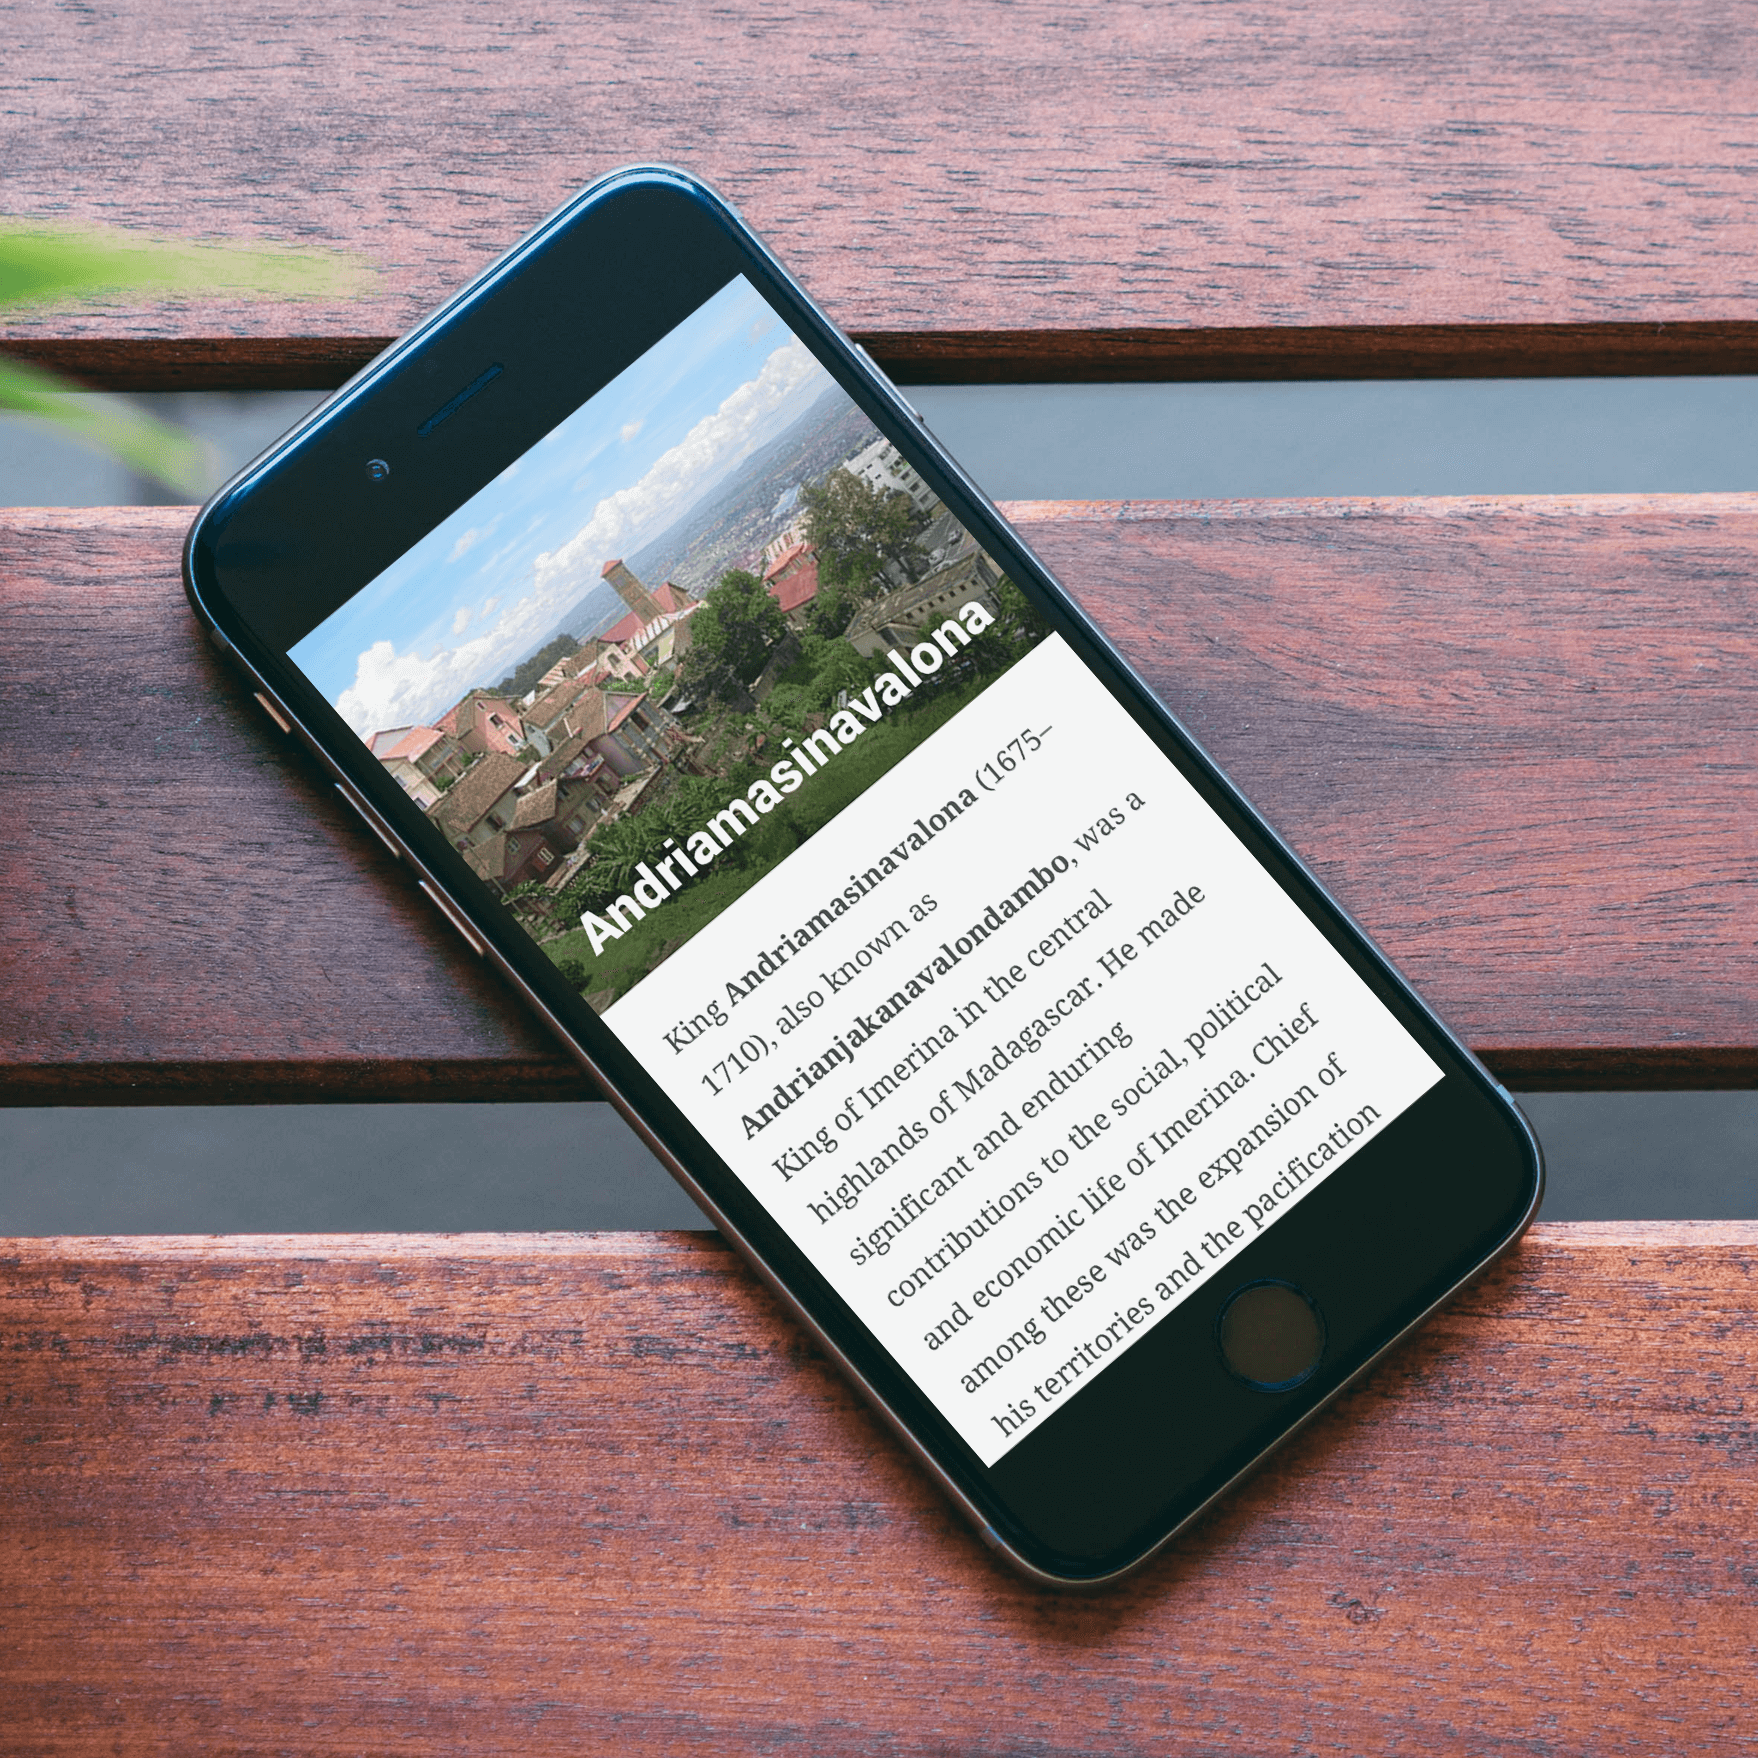 Andriamasinavalona
King Andriamasinavalona (1675–
1710), also known as
Andrianjakanavalondambo, was a
King of Imerina in the central
highlands of Madagascar. He made
significant and enduring
contributions to the social, political
and economic life of Imerina. Chief
among these was the expansion of
his territories and the pacification